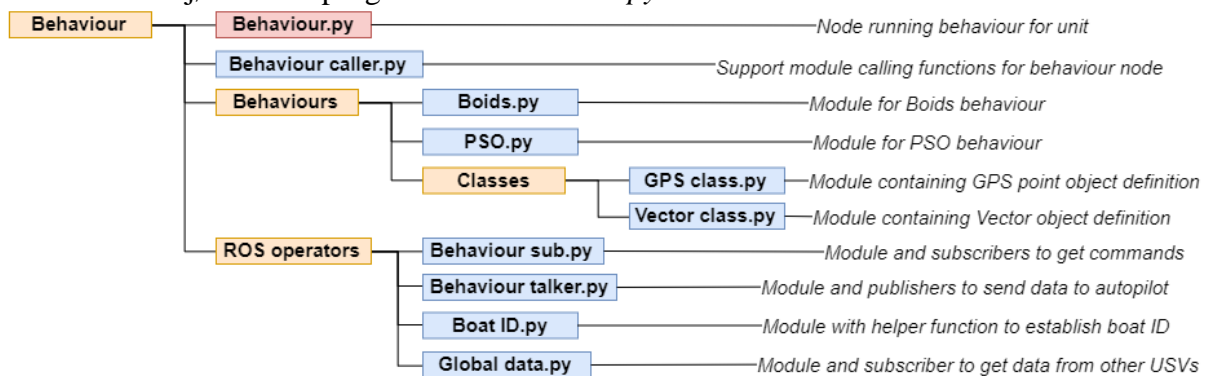 Behaviour Behaviour.py Node running behaviour for unit
Behaviour caller.py Support module calling functions for behaviour node
Behaviours Boids.py Module for Boids behaviour
PSO.py Module for PSO behaviour
Classes GPS class.py Module containing GPS point object definition
Vector class.py Module containing Vector object definition
ROS operators Behaviour sub.py Module and subscribers to get commands
Behaviour talker.py Module and publishers to send data to autopilot
Boat ID.py Module with helper function to establish boat ID
Global data.py Module and subscriber to get data from other USVs